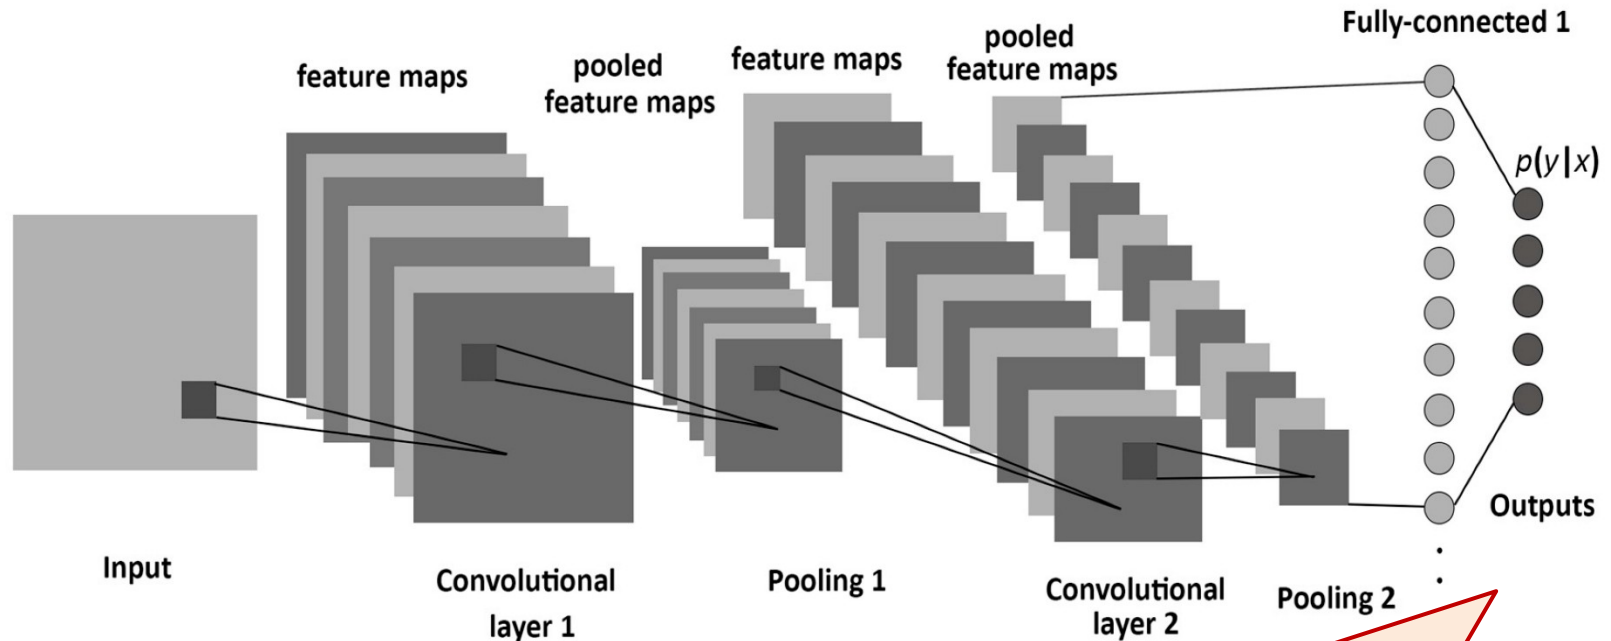 Fully-connected 1
feature maps
pooled
feature maps
feature maps
pooled
feature maps
p(y|x)
Outputs
Input
Convolutional
layer 1
Pooling 1
Convolutional
layer 2
Pooling 2